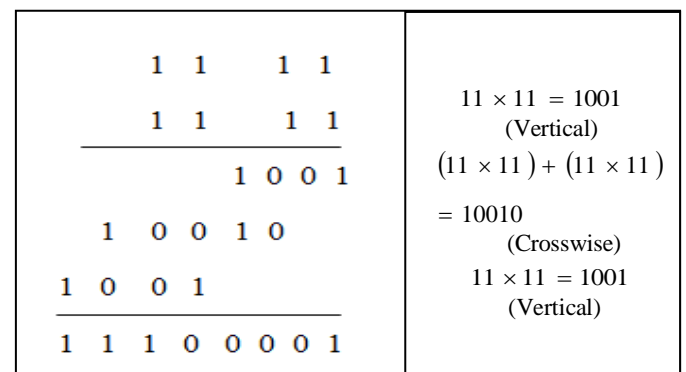 1 1 1 1
1 1 1 1
1 0 0 1
1 0 0 1 0
1 0 0 1
1 1 1 0 0 0 0 1
11 × 11 = 1001
(Vertical)
(11 × 11) + (11 × 11)
= 10010
(Crosswise)
11 × 11 = 1001
(Vertical)